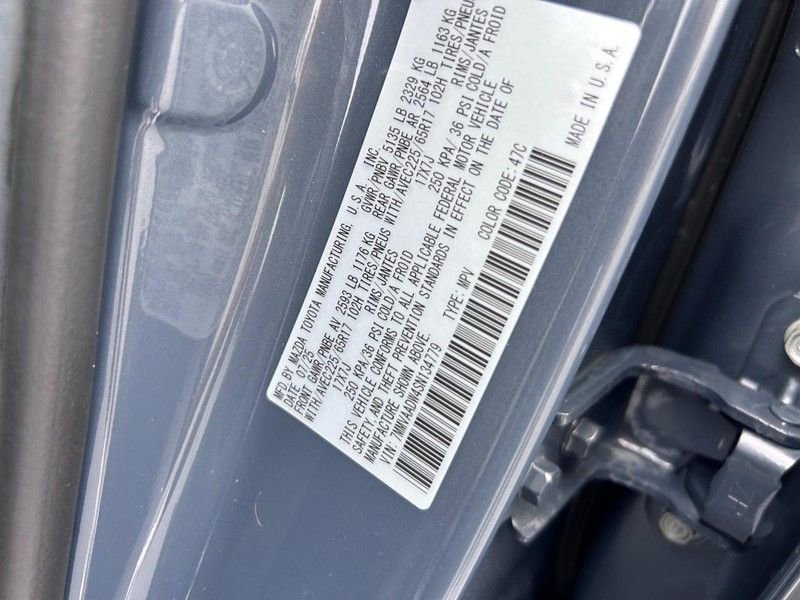 MFD BY MAZDA TOYOTA MANUFACTURING, U.S.A., INC.
DATE 07/25 GVWR/PNBV 5135 LB 2329 KG
FRONT GAWR/PNBE AV 2593 LB 1176 KG REAR GAWR/PNBE AR 2564 LB 1163 KG
WITH/AVEC225/65R17 102H TIRES/PNEUS WITH/AVEC225/65R17 102H TIRES/PNEUS
17X7J RIMS/JANTES 17X7J RIMS/JANTES
250 KPA/36 PSI COLD/A FROID 250 KPA/ 36 PSI COLD/A FROID
THIS VEHICLE CONFORMS TO ALL APPLICABLE FEDERAL MOTOR VEHICLE
SAFETY, AND THEFT PREVENTION STANDARDS IN EFFECT ON THE DATE OF
MANUFACTURE SHOWN ABOVE.
VIN: 7MMVAADW4SN134779 TYPE: MPV COLOR CODE: 47C
MADE IN U.S.A.